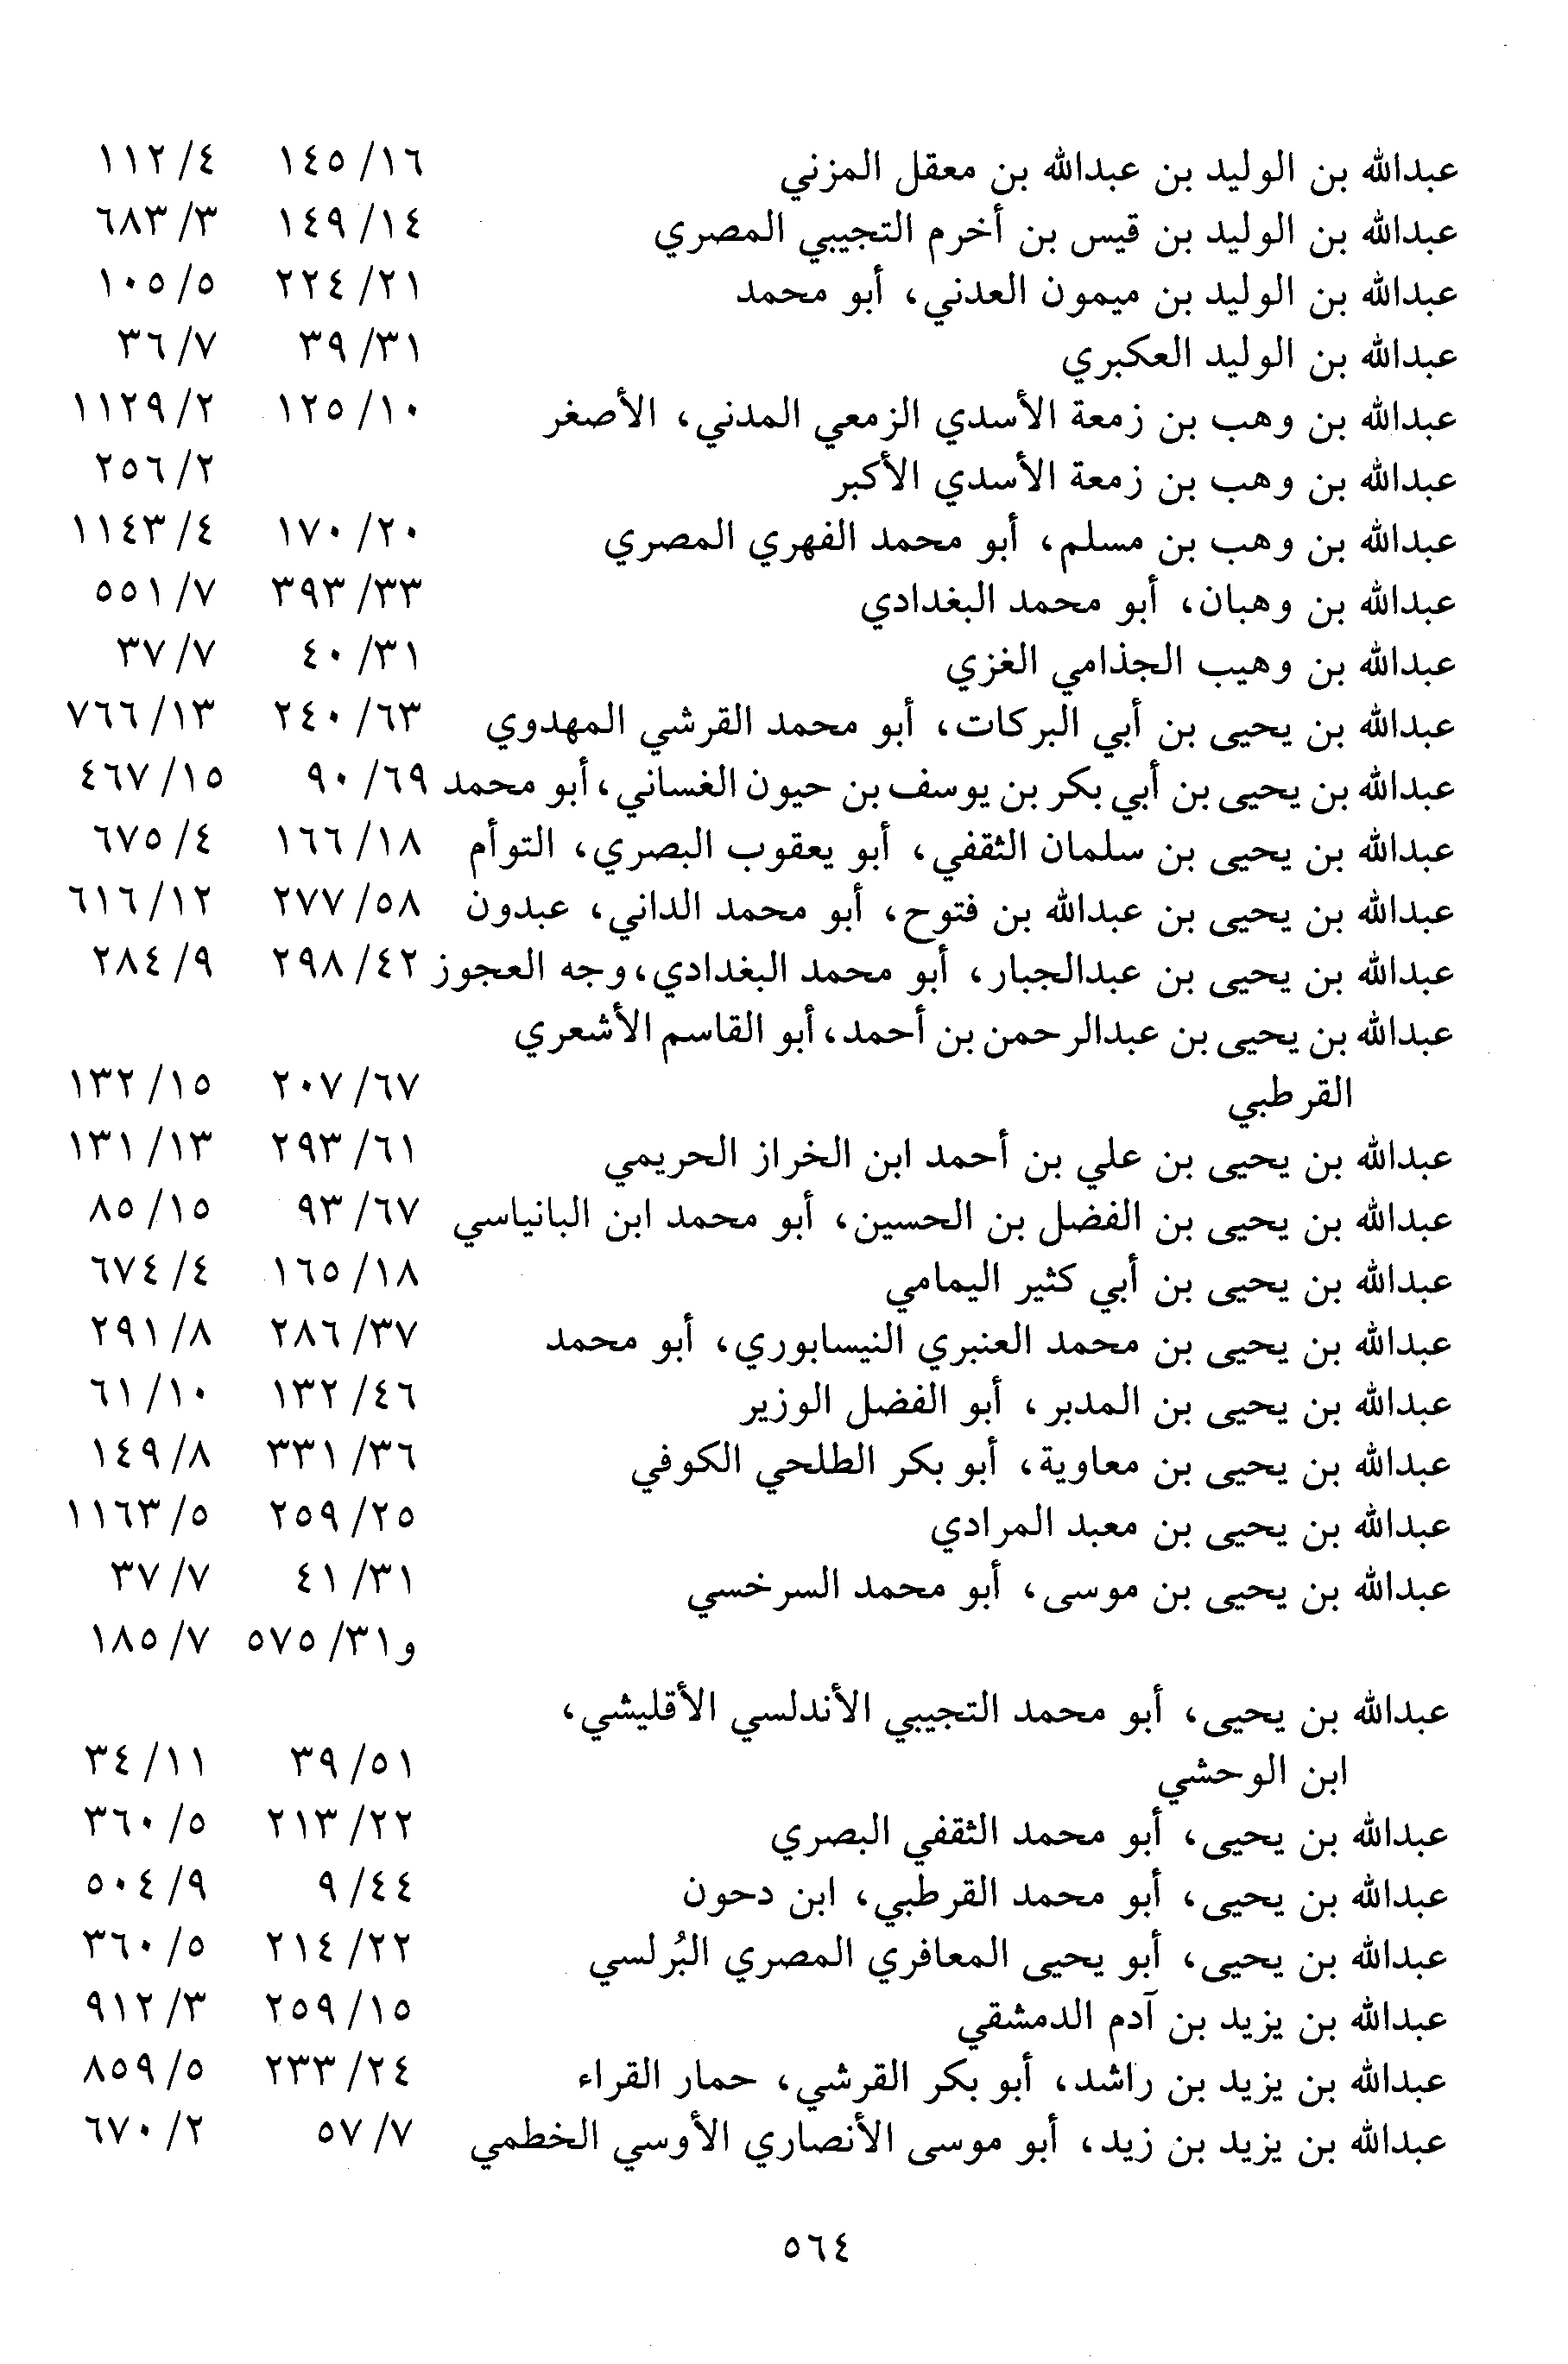 عبدالله بن الوليد بن عبدالله بن معقل المزني ١٦/ ١٤٥ ٤/ ١١٢
عبدالله بن الوليد بن قيس بن أخرم التجيبي المصري ١٤/ ١٤٩ ٣/ ٦٨٣
عبدالله بن الوليد بن ميمون العدني، أبو محمد ٢١/ ٢٢٤ ٥/ ١٠٥
عبدالله بن الوليد العكبري ٣١/ ٣٩ ٧/ ٣٦
عبدالله بن وهب بن زمعة الأسدي الزمعي المدني، الأصغر ١٠/ ١٢٥ ٢/ ١١٢٩
عبدالله بن وهب بن زمعة الأسدي الأكبر ٢/ ٢٥٦
عبدالله بن وهب بن مسلم، أبو محمد الفهري المصري ٢٠/ ١٧٠ ٤/ ١١٤٣
عبدالله بن وهبان، أبو محمد البغدادي ٣٣/ ٣٩٣ ٧/ ٥٥١
عبدالله بن وهيب الجذامي الغزي ٣١/ ٤٠ ٧/ ٣٧
عبدالله بن يحيى بن أبي البركات، أبو محمد القرشي المهدوي ٦٣/ ٢٤٠ ١٣/ ٧٦٦
عبدالله بن يحيى بن أبي بكر بن يوسف بن حيون الغساني، أبو محمد ٦٩/ ٩٠ ١٥/ ٤٦٧
عبدالله بن يحيى بن سلمان الثقفي، أبو يعقوب البصري، التوأم ١٨/ ١٦٦ ٤/ ٦٧٥
عبدالله بن يحيى بن عبدالله بن فتوح، أبو محمد الداني، عبدون ٥٨/ ٢٧٧ ١٢/ ٦١٦
عبدالله بن يحيى بن عبدالجبار، أبو محمد البغدادي، وجه العجوز ٤٢/ ٢٩٨ ٩/ ٢٨٤
عبدالله بن يحيى بن عبدالرحمن بن أحمد، أبو القاسم الأشعري
القرطبي ٦٧/ ٢٠٧ ١٥/ ١٣٢
عبدالله بن يحيى بن علي بن أحمد ابن الخراز الحريمي ٦١/ ٢٩٣ ١٣/ ١٣١
عبدالله بن يحيى بن الفضل بن الحسين، أبو محمد ابن البانياسي ٦٧/ ٩٣ ١٥/ ٨٥
عبدالله بن يحيى بن أبي كثير اليمامي ١٨/ ١٦٥ ٤/ ٦٧٤
عبدالله بن يحيى بن محمد العنبري النيسابوري، أبو محمد ٣٧/ ٢٨٦ ٨/ ٢٩١
عبدالله بن يحيى بن المدبر، أبو الفضل الوزير ٤٦/ ١٣٢ ١٠/ ٦١
عبدالله بن يحيى بن معاوية، أبو بكر الطلحي الكوفي ٣٦/ ٣٣١ ٨/ ١٤٩
عبدالله بن يحيى بن معبد المرادي ٢٥/ ٢٥٩ ٥/ ١١٦٣
عبدالله بن يحيى بن موسى، أبو محمد السرخسي ٣١/ ٤١ ٧/ ٣٧
و٣١/ ٥٧٥ ٧/ ١٨٥
عبدالله بن يحيى، أبو محمد التجيبي الأندلسي الأقليشي،
ابن الوحشي ٥١/ ٣٩ ١١/ ٣٤
عبدالله بن يحيى، أبو محمد الثقفي البصري ٢٢/ ٢١٣ ٥/ ٣٦٠
عبدالله بن يحيى، أبو محمد القرطبي، ابن دحون ٤٤/ ٩ ٩/ ٥٠٤
عبدالله بن يحيى، أبو يحيى المعافري المصري البُرلسي ٢٢/ ٢١٤ ٥/ ٣٦٠
عبدالله بن يزيد بن آدم الدمشقي ١٥/ ٢٥٩ ٣/ ٩١٢
عبدالله بن يزيد بن راشد، أبو بكر القرشي، حمار القراء ٢٤/ ٢٣٣ ٥/ ٨٥٩
عبدالله بن يزيد بن زيد، أبو موسى الأنصاري الأوسي الخطمي ٧/ ٥٧ ٢/ ٦٧٠
٥٦٤